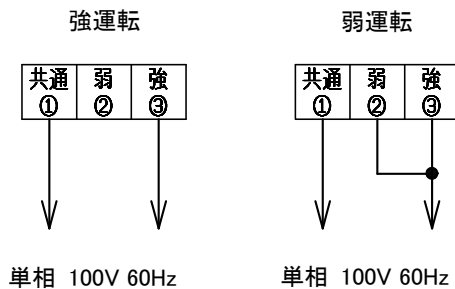 強運転
弱運転
共通 弱 強
① ② ③
共通 弱 強
① ② ③
単相 100V 60Hz
単相 100V 60Hz